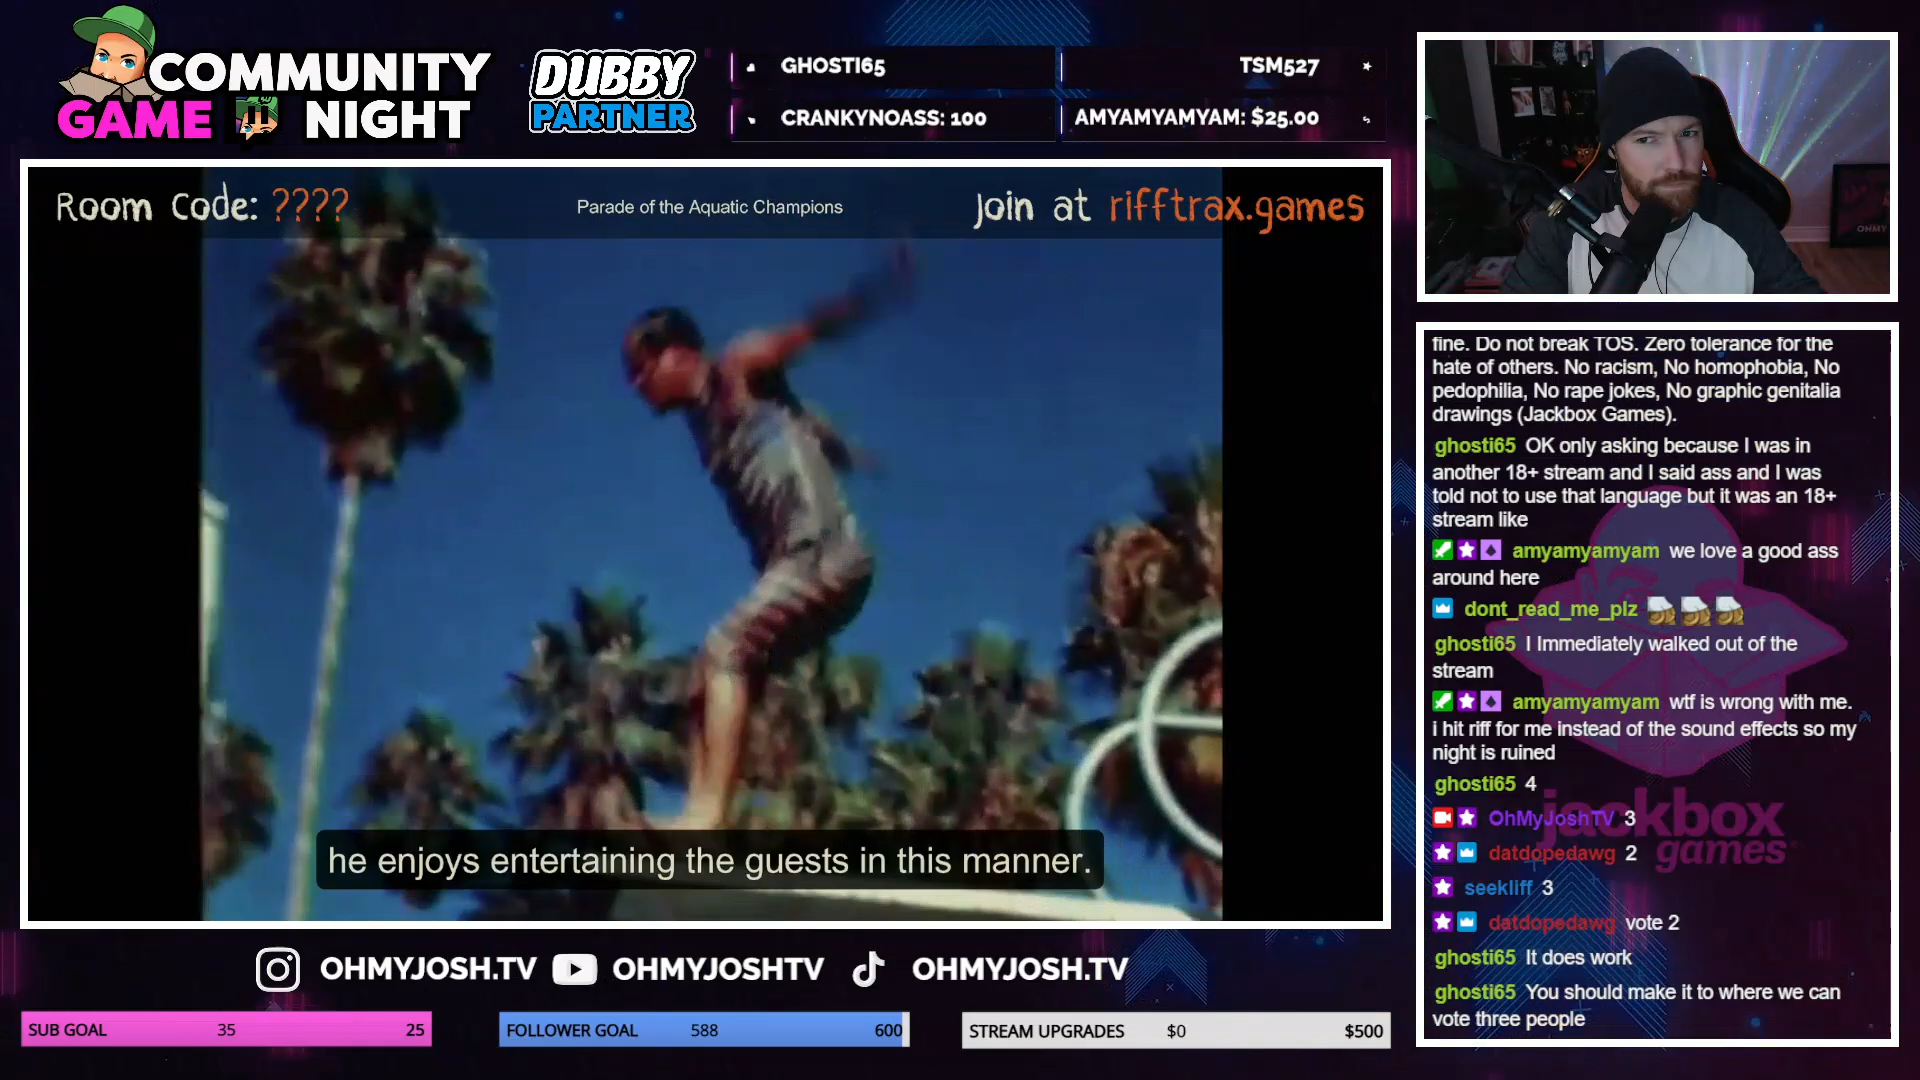 COMMUNITY
GAME NIGHT
DUBBY
PARTNER
GHOSTI65
TSM527
CRANKYNOASS: 100
AMYAMYAMYAM: $25.00
Room Code: ????
Parade of the Aquatic Champions
Join at rifftrax.games
he enjoys entertaining the guests in this manner.
OHMY
fine. Do not break TOS. Zero tolerance for the
hate of others. No racism, No homophobia, No
pedophilia, No rape jokes, No graphic genitalia
drawings (Jackbox Games).
ghosti65 OK only asking because I was in
another 18+ stream and I said ass and I was
told not to use that language but it was an 18+
stream like
amyamyamyam we love a good ass
around here
dont_read_me_plz
ghosti65 I Immediately walked out of the
stream
amyamyamyam wtf is wrong with me.
i hit riff for me instead of the sound effects so my
night is ruined
ghosti65 4
OhMyJoshTV 3
datdopedawg 2
seekliff 3
datdopedawg vote 2
ghosti65 It does work
ghosti65 You should make it to where we can
vote three people
jackbox
games
OHMYJOSH.TV
OHMYJOSHTV
OHMYJOSH.TV
SUB GOAL 35 25
FOLLOWER GOAL 588 600
STREAM UPGRADES $0 $500